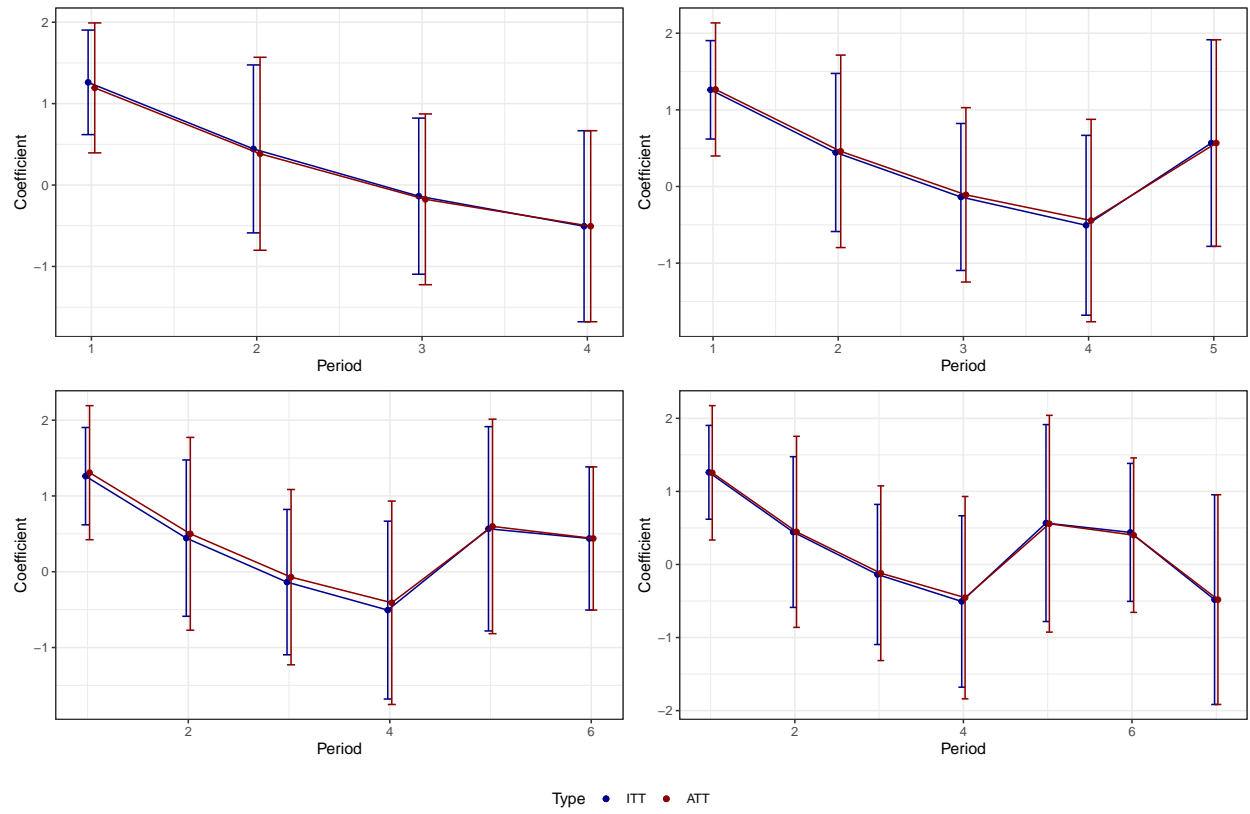 Coefficient
2
1
0
−1
1 2 3 4
Period
Coefficient
2
1
0
−1
1 2 3 4 5
Period
Coefficient
2
1
0
−1
2 4 6
Period
Coefficient
2
1
0
−1
−2
2 4 6
Period
Type ITT ATT